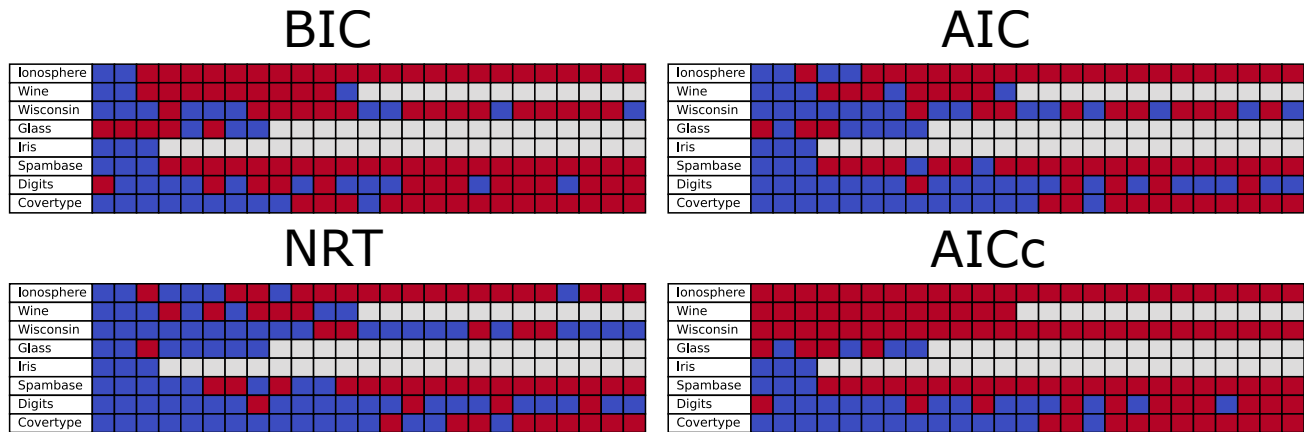 BIC
Ionosphere
Wine
Wisconsin
Glass
Iris
Spambase
Digits
Covertype
AIC
Ionosphere
Wine
Wisconsin
Glass
Iris
Spambase
Digits
Covertype
NRT
Ionosphere
Wine
Wisconsin
Glass
Iris
Spambase
Digits
Covertype
AICc
Ionosphere
Wine
Wisconsin
Glass
Iris
Spambase
Digits
Covertype